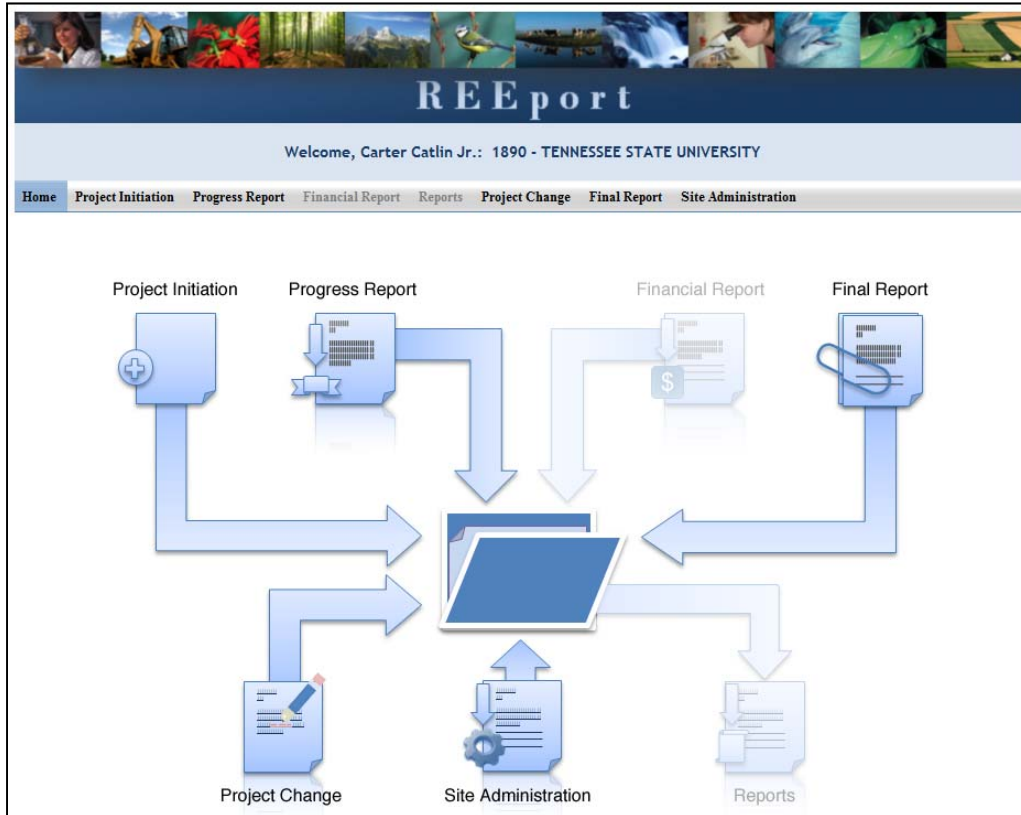 REEport
Welcome, Carter Catlin Jr.: 1890 - TENNESSEE STATE UNIVERSITY
Home Project Initiation Progress Report Financial Report Reports Project Change Final Report Site Administration
Project Initiation Progress Report Financial Report Final Report
$
Project Change Site Administration Reports